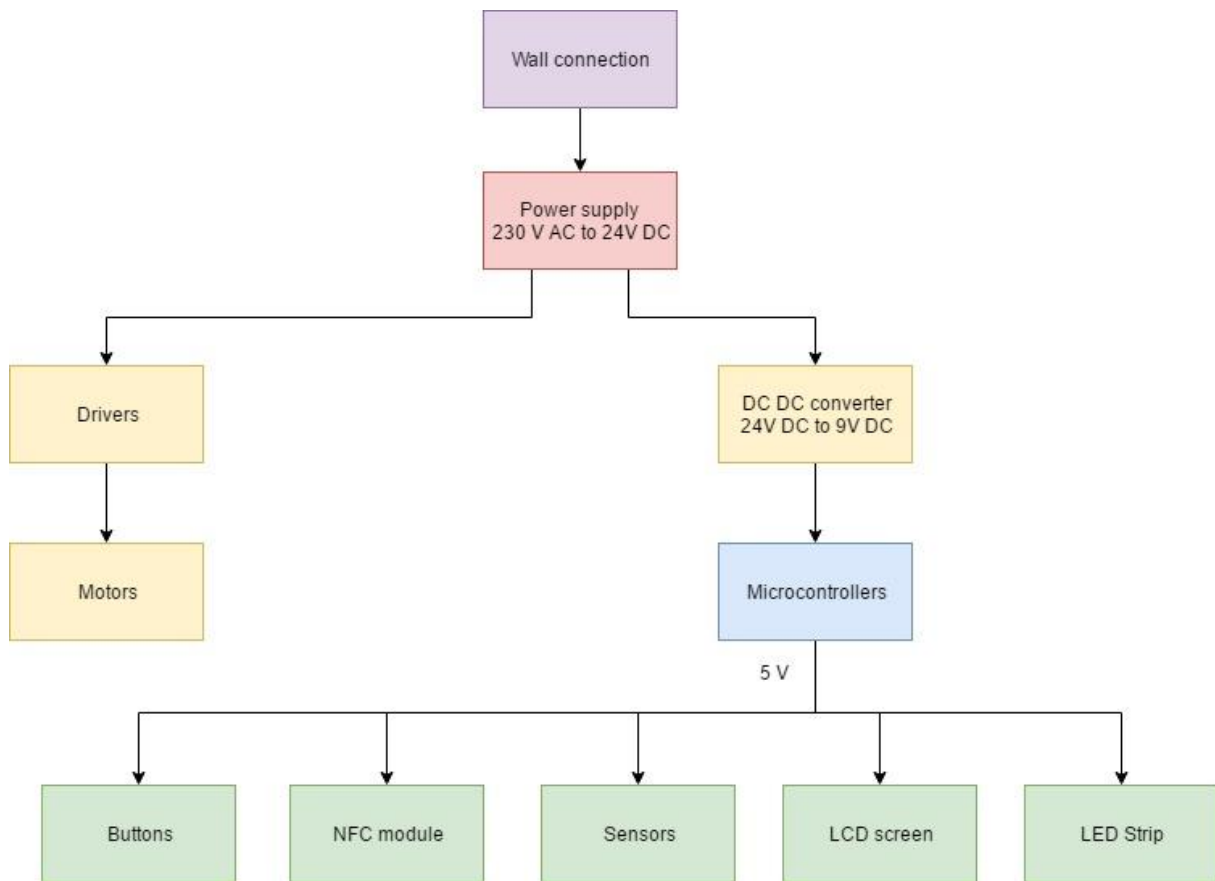 Wall connection
Power supply
230 V AC to 24V DC
Drivers
DC DC converter
24V DC to 9V DC
Motors
Microcontrollers
5 V
Buttons
NFC module
Sensors
LCD screen
LED Strip